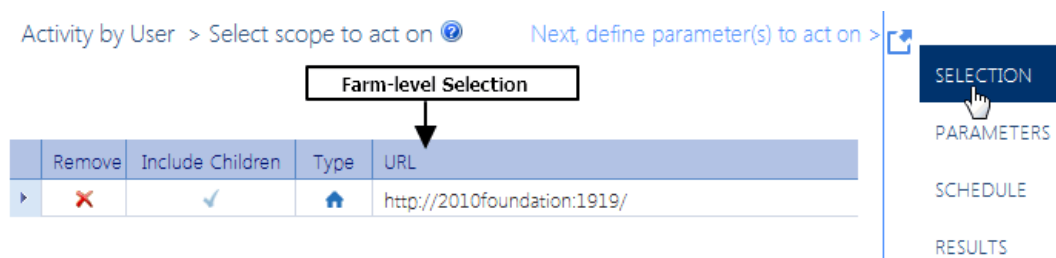 Activity by User > Select scope to act on
Next, define parameter(s) to act on >
Farm-level Selection
Remove Include Children Type URL
http://2010foundation:1919/
SELECTION
PARAMETERS
SCHEDULE
RESULTS